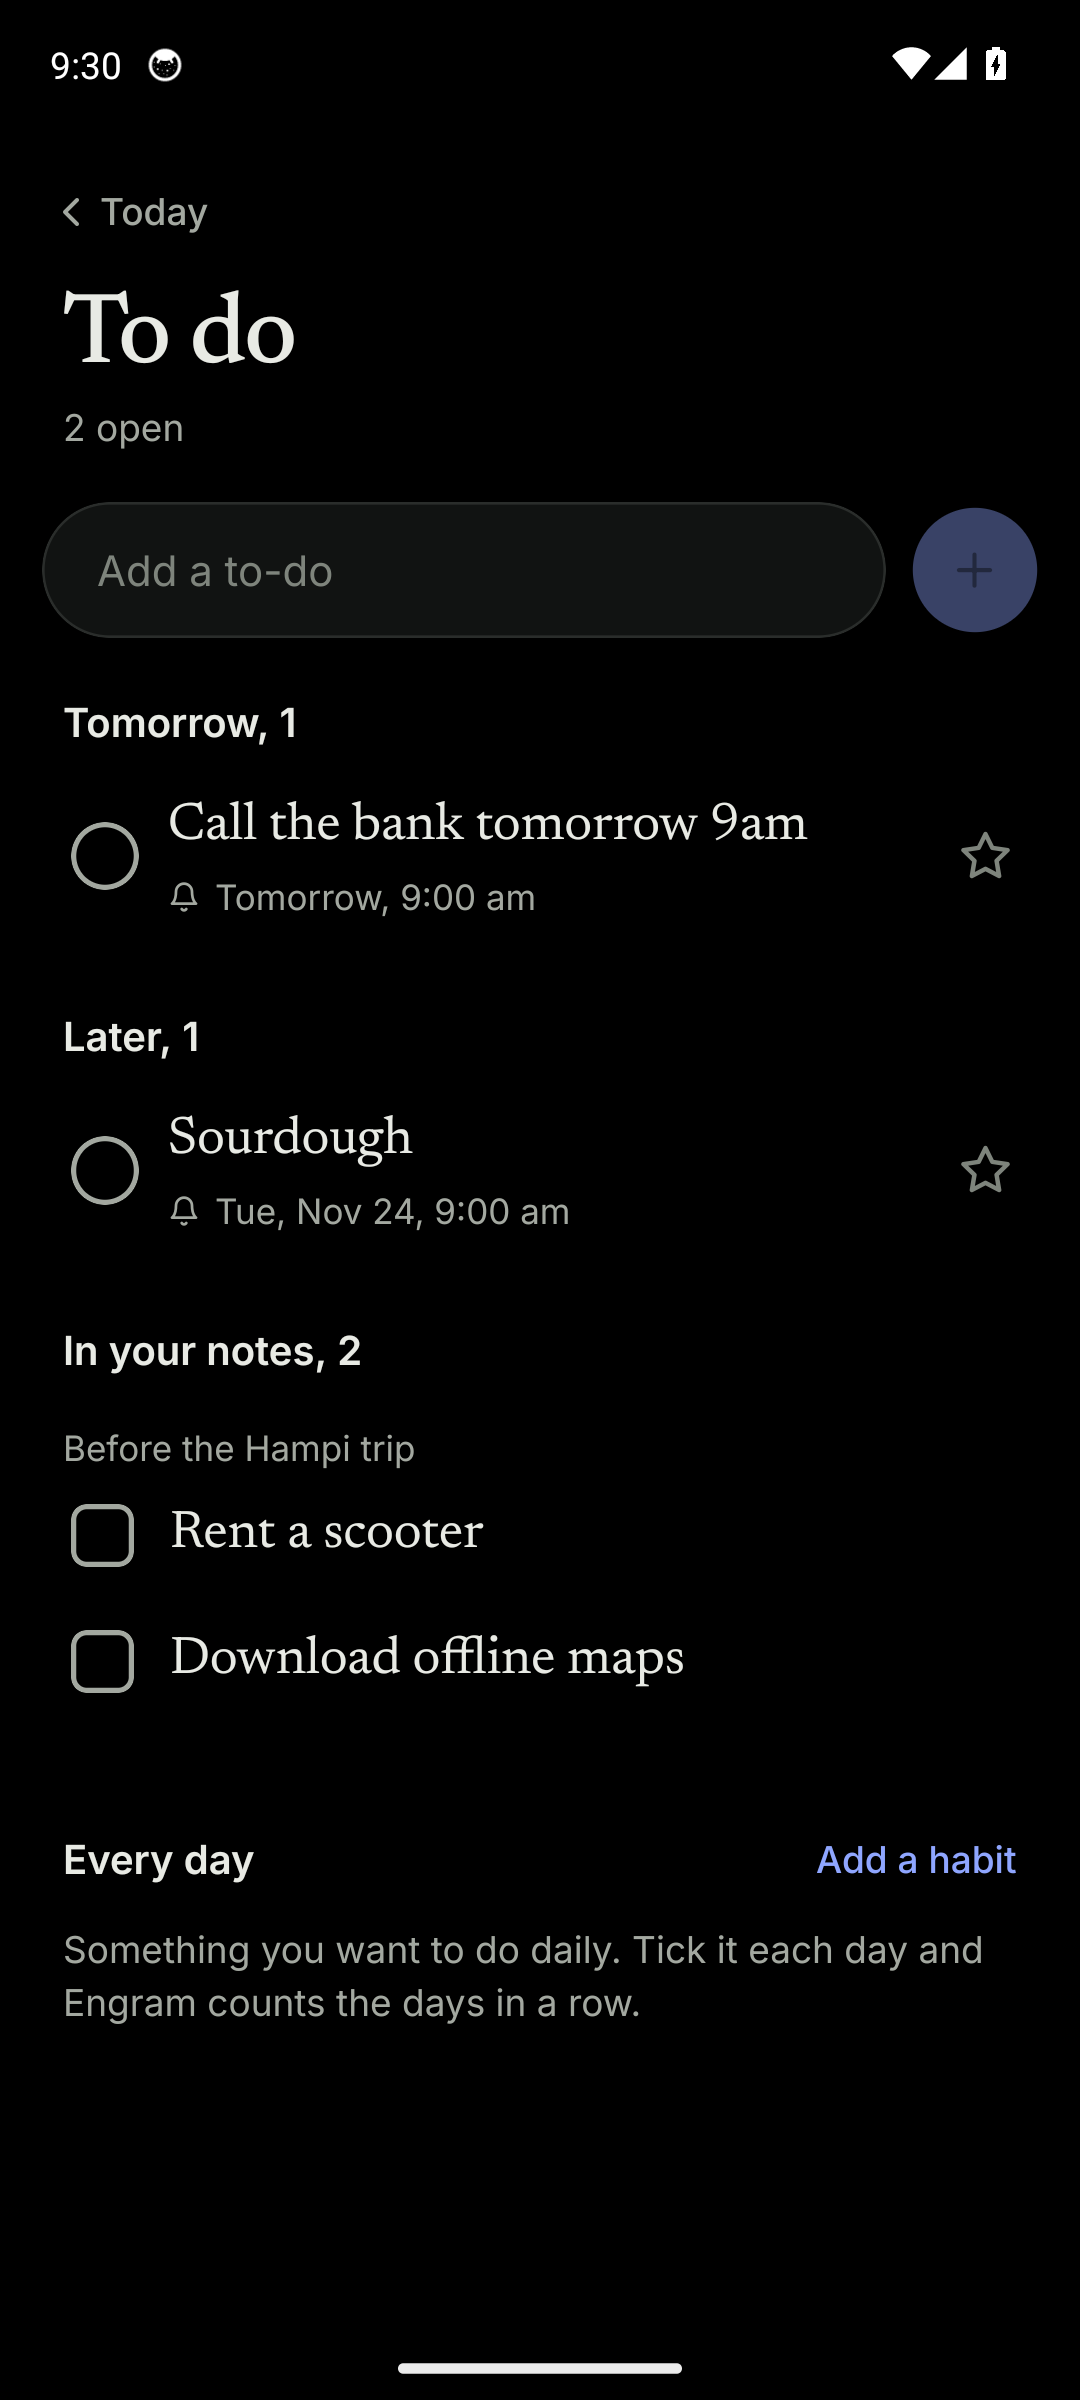 9:30
Today
To do
2 open
Add a to-do
Tomorrow, 1
Call the bank tomorrow 9am
Tomorrow, 9:00 am
Later, 1
Sourdough
Tue, Nov 24, 9:00 am
In your notes, 2
Before the Hampi trip
Rent a scooter
Download offline maps
Every day
Add a habit
Something you want to do daily. Tick it each day and
Engram counts the days in a row.